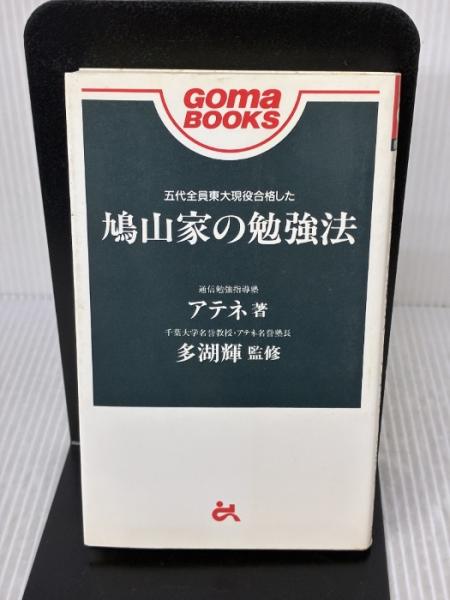 Goma
BOOKS
五代全員東大現役合格した
鳩山家の勉強法
通信勉強指導塾
アテネ著
千葉大学名誉教授・アテネ名誉塾長
多湖輝監修